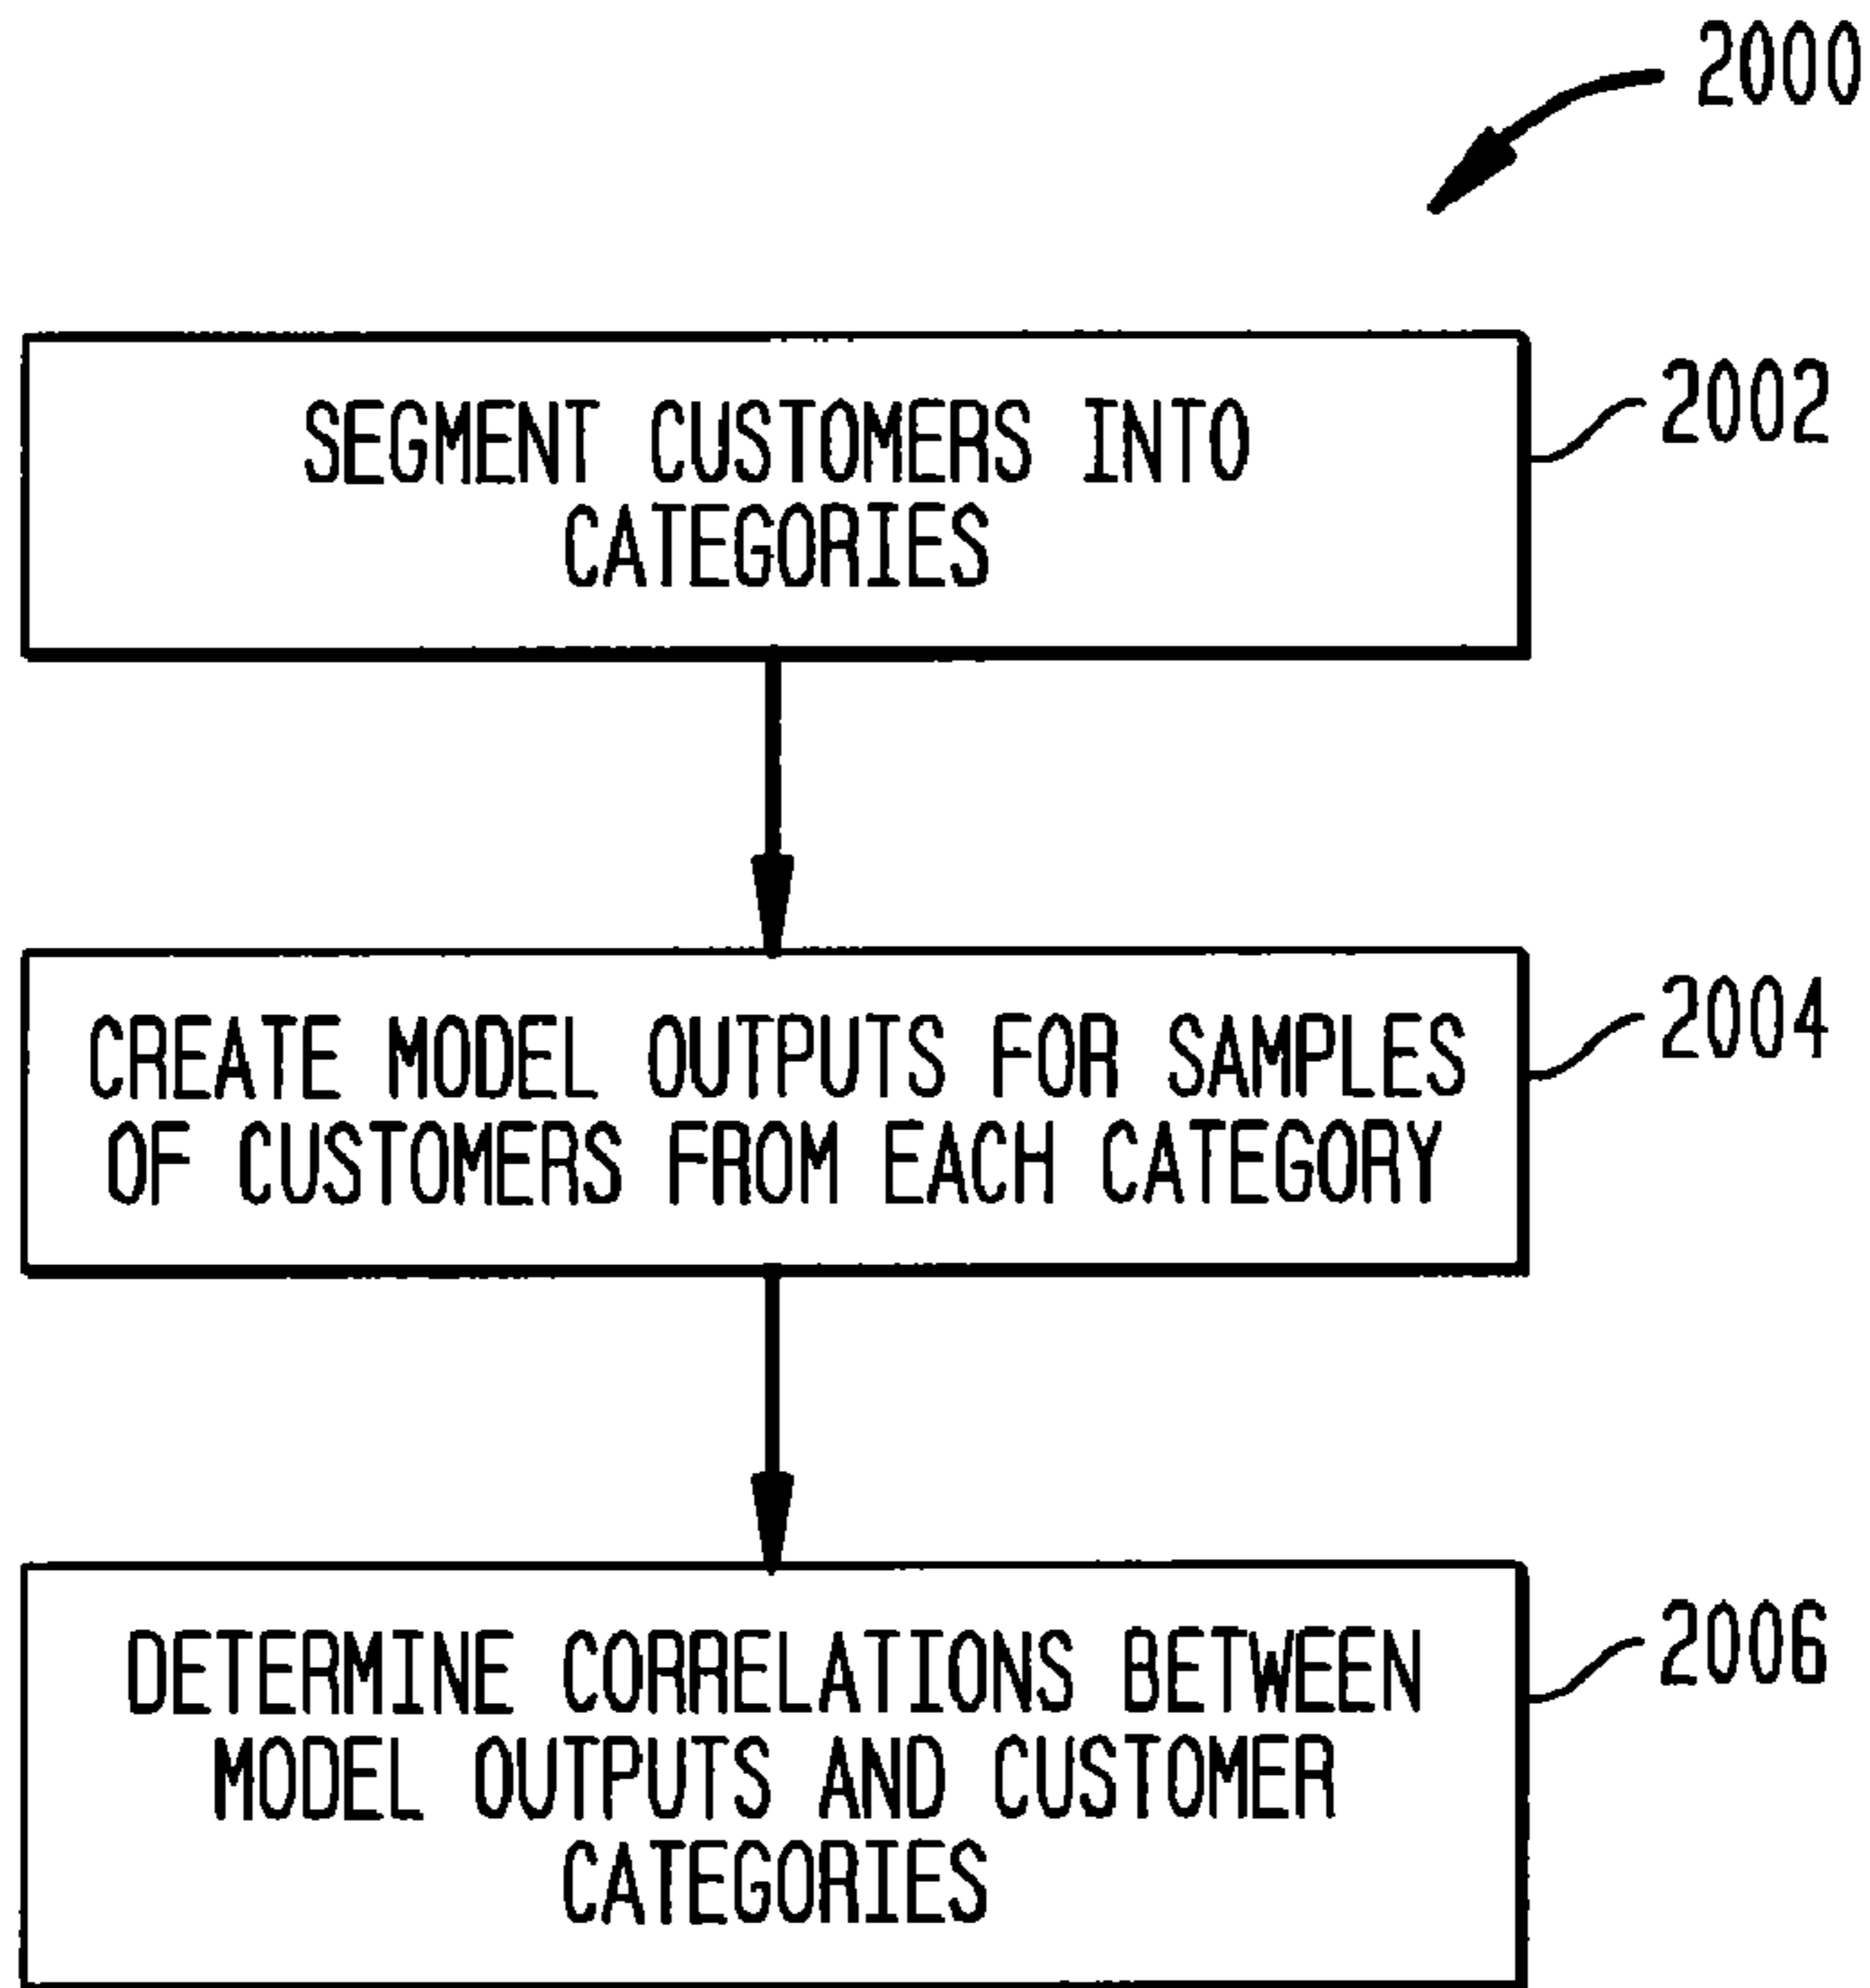 2000
SEGMENT CUSTOMERS INTO
CATEGORIES
2002
CREATE MODEL OUTPUTS FOR SAMPLES
OF CUSTOMERS FROM EACH CATEGORY
2004
DETERMINE CORRELATIONS BETWEEN
MODEL OUTPUTS AND CUSTOMER
CATEGORIES
2006